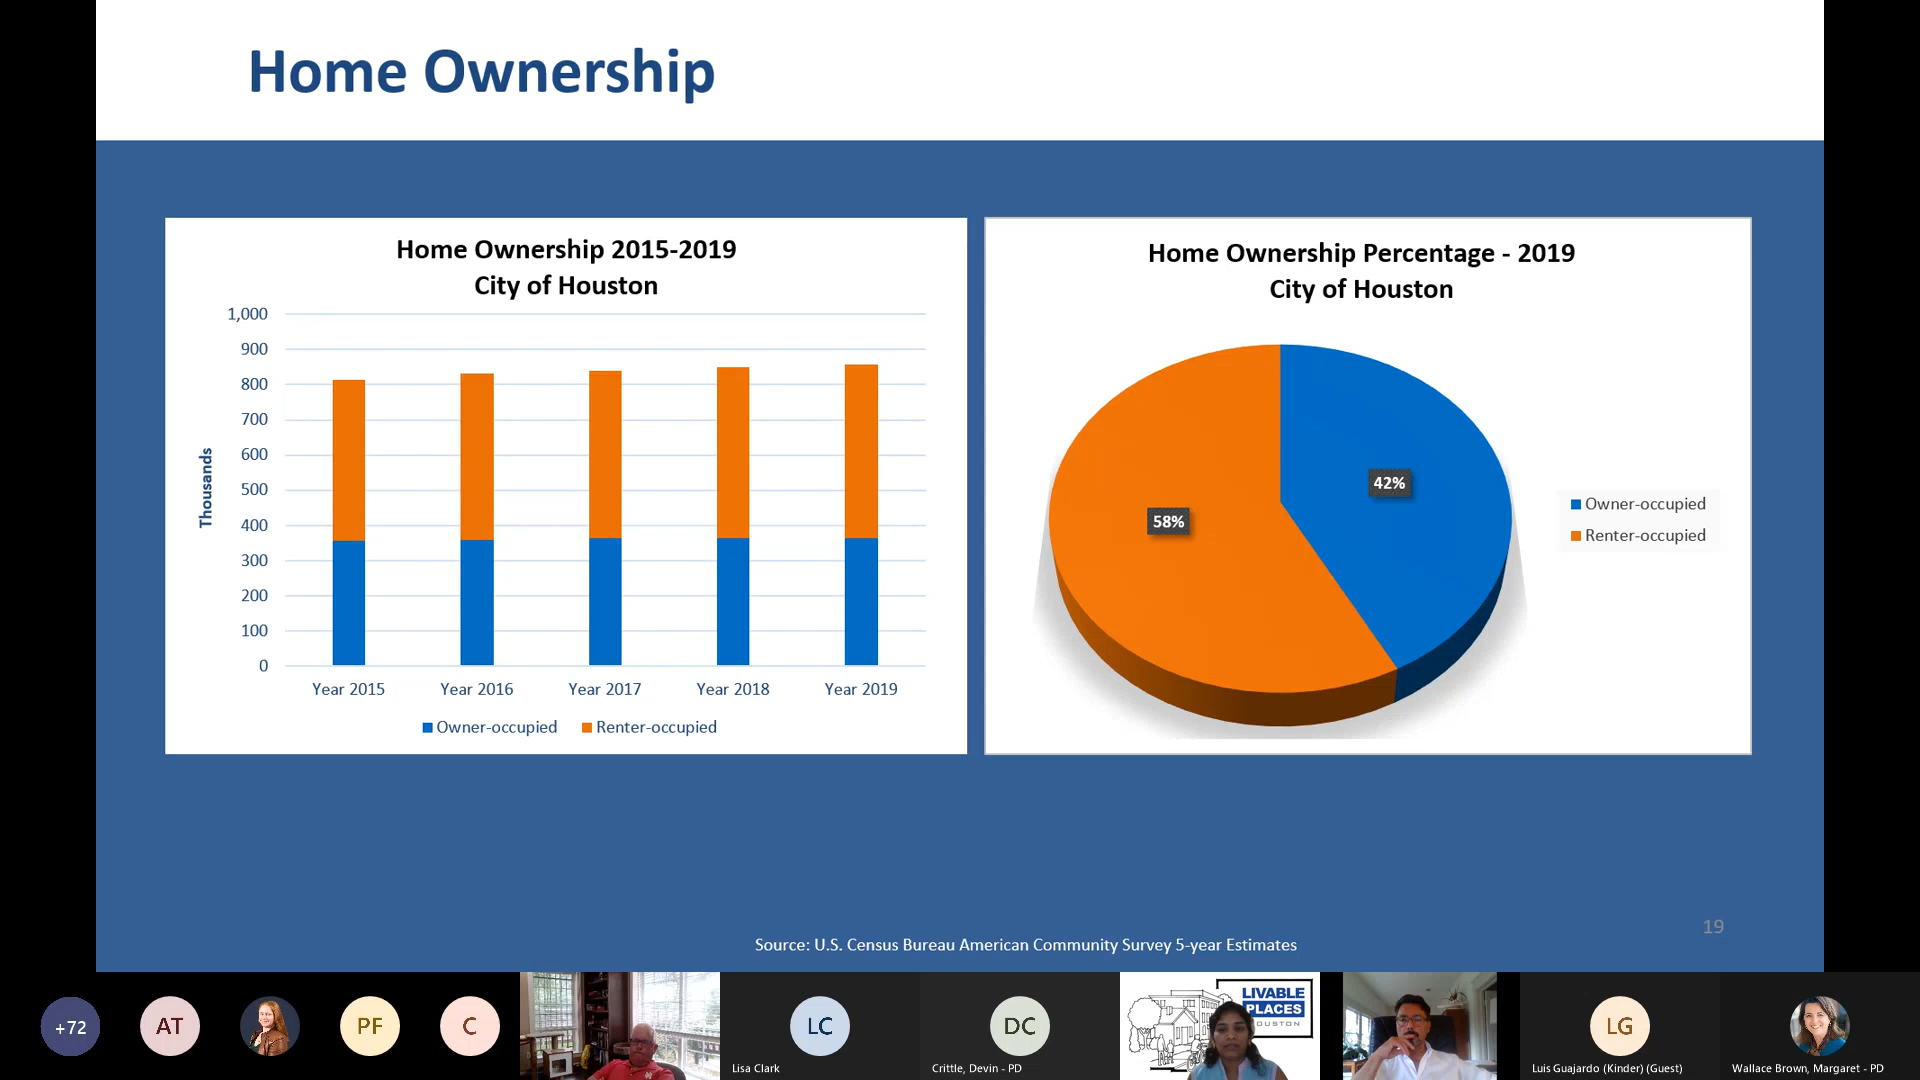 Home Ownership
Home Ownership 2015-2019
City of Houston
1,000
900
800
700
600
500
400
300
200
100
0
Thousands
Year 2015 Year 2016 Year 2017 Year 2018 Year 2019
Owner-occupied Renter-occupied
Home Ownership Percentage - 2019
City of Houston
42%
58%
Owner-occupied
Renter-occupied
19
Source: U.S. Census Bureau American Community Survey 5-year Estimates
+72
AT
PF
C
LC
Lisa Clark
DC
Crittle, Devin - PD
LIVABLE
PLACES
OUSTON
LG
Luis Guajardo (Kinder) (Guest)
Wallace Brown, Margaret - PD